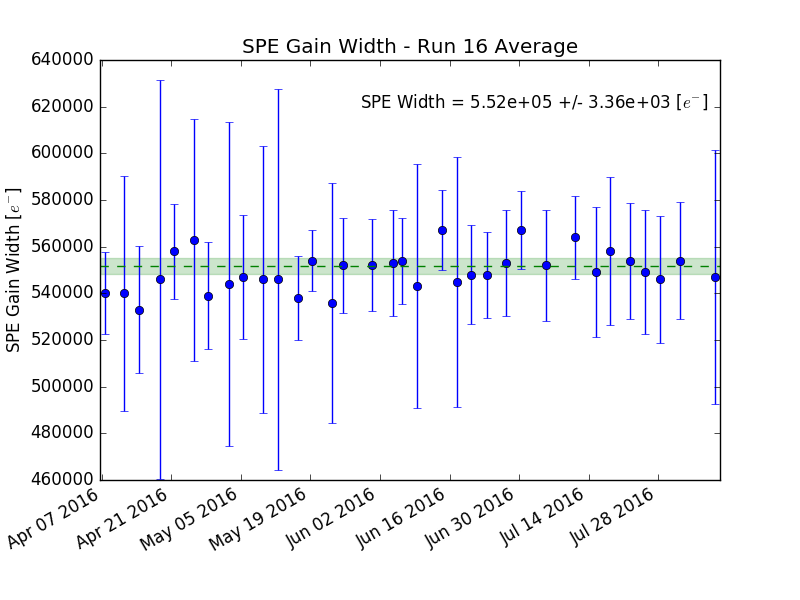 SPE Gain Width - Run 16 Average
640000
620000
600000
580000
560000
540000
520000
500000
480000
460000
SPE Gain Width [e⁻]
SPE Width = 5.52e+05 +/- 3.36e+03 [e⁻]
Apr 07 2016
Apr 21 2016
May 05 2016
May 19 2016
Jun 02 2016
Jun 16 2016
Jun 30 2016
Jul 14 2016
Jul 28 2016